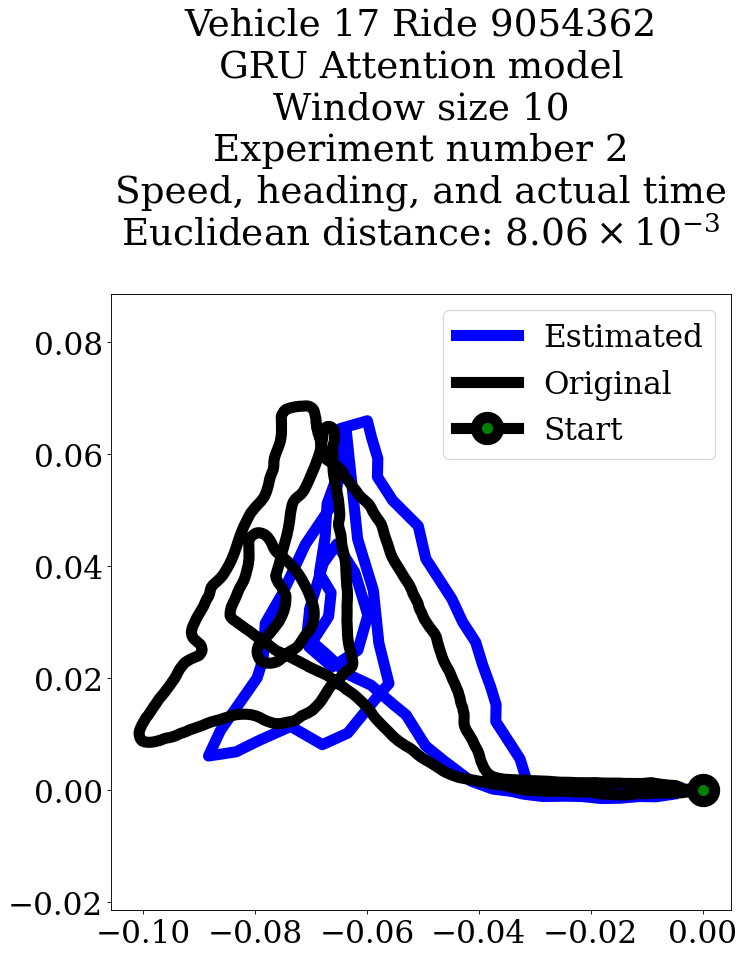 Vehicle 17 Ride 9054362
GRU Attention model
Window size 10
Experiment number 2
Speed, heading, and actual time
Euclidean distance: 8.06 × 10⁻³
Estimated
Original
Start
0.08
0.06
0.04
0.02
0.00
−0.02
−0.10 −0.08 −0.06 −0.04 −0.02 0.00